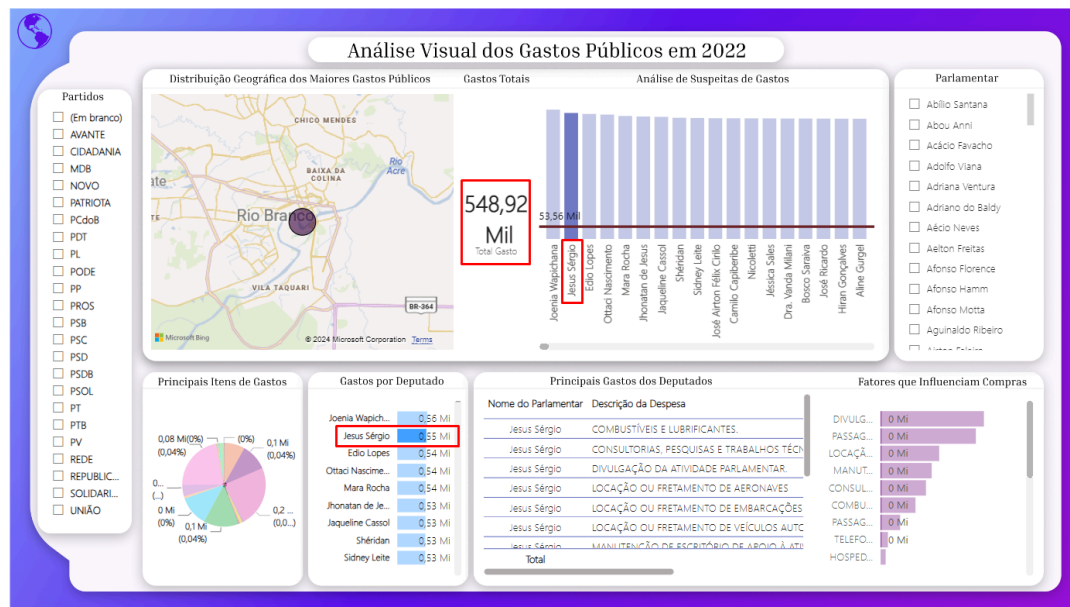 Análise Visual dos Gastos Públicos em 2022
Partidos
(Em branco)
AVANTE
CIDADANIA
MDB
NOVO
PATRIOTA
PCdoB
PDT
PL
PODE
PP
PROS
PSB
PSC
PSD
PSDB
PSOL
PT
PTB
PV
REDE
REPUBLIC...
SOLIDARI...
UNIÃO
Distribuição Geográfica dos Maiores Gastos Públicos
CHICO MENDES
BAIXA DA
COLINA
Rio
Acre
Rio Branco
VILA TAQUARI
BR-364
Microsoft Bing
© 2024 Microsoft Corporation Terms
Gastos Totais
548,92
Mil
Total Gasto
Análise de Suspeitas de Gastos
53,56 Mil
Joenia Wapichana
Jesus Sérgio
Edio Lopes
Ottaci Nascimento
Mara Rocha
Jhonatan de Jesus
Jaqueline Cassol
Shéridan
Sidney Leite
José Airton Félix Cirilo
Camilo Capiberibe
Nicoletti
Jéssica Sales
Dra. Vanda Milani
Bosco Saraiva
José Ricardo
Hiran Gonçalves
Aline Gurgel
Parlamentar
Abílio Santana
Abou Anni
Acácio Favacho
Adolfo Viana
Adriana Ventura
Adriano do Baldy
Aécio Neves
Aelton Freitas
Afonso Florence
Afonso Hamm
Afonso Motta
Aguinaldo Ribeiro
Principais Itens de Gastos
0,08 Mi(0%)
(0,04%)
(0%)
0,1 Mi
(0,04%)
0...
(...)
0 Mi
(0%)
0,1 Mi
(0,04%)
0,2 ...
(0,0...)
Gastos por Deputado
Joenia Wapich... 0,56 Mi
Jesus Sérgio 0,55 Mi
Edio Lopes 0,54 Mi
Ottaci Nascime... 0,54 Mi
Mara Rocha 0,54 Mi
Jhonatan de Je... 0,53 Mi
Jaqueline Cassol 0,53 Mi
Shéridan 0,53 Mi
Sidney Leite 0,53 Mi
Principais Gastos dos Deputados
Nome do Parlamentar Descrição da Despesa
Jesus Sérgio COMBUSTÍVEIS E LUBRIFICANTES.
Jesus Sérgio CONSULTORIAS, PESQUISAS E TRABALHOS TÉCN
Jesus Sérgio DIVULGAÇÃO DA ATIVIDADE PARLAMENTAR.
Jesus Sérgio LOCAÇÃO OU FRETAMENTO DE AERONAVES
Jesus Sérgio LOCAÇÃO OU FRETAMENTO DE EMBARCAÇÕES
Jesus Sérgio LOCAÇÃO OU FRETAMENTO DE VEÍCULOS AUTC
Jesus Sérgio MANUTENÇÃO DE ESCRITÓRIO DE APOIO À ATI
Total
Fatores que Influenciam Compras
DIVULG... 0 Mi
PASSAG... 0 Mi
LOCAÇÃ... 0 Mi
MANUT... 0 Mi
CONSUL... 0 Mi
COMBU... 0 Mi
PASSAG... 0 Mi
TELEFO... 0 Mi
HOSPED...